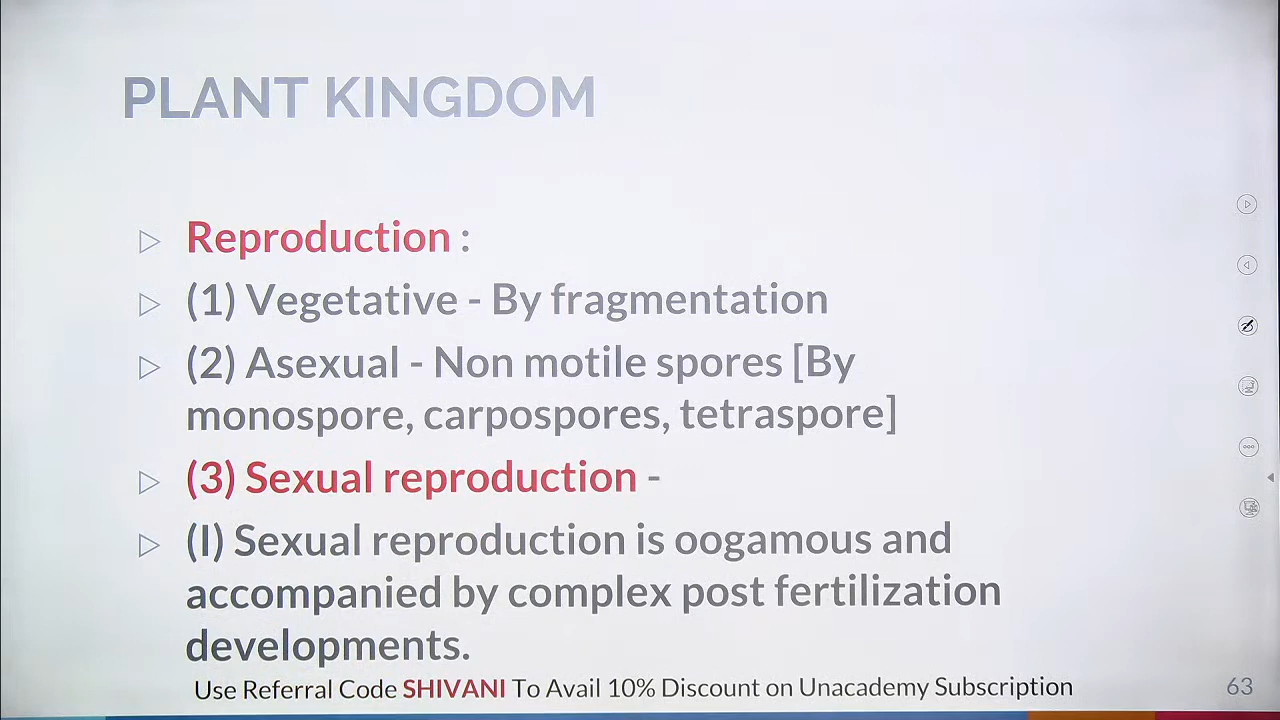 PLANT KINGDOM
Reproduction :
(1) Vegetative - By fragmentation
(2) Asexual - Non motile spores [By
monospore, carpospores, tetraspore]
(3) Sexual reproduction -
(I) Sexual reproduction is oogamous and
accompanied by complex post fertilization
developments.
Use Referral Code SHIVANI To Avail 10% Discount on Unacademy Subscription
63